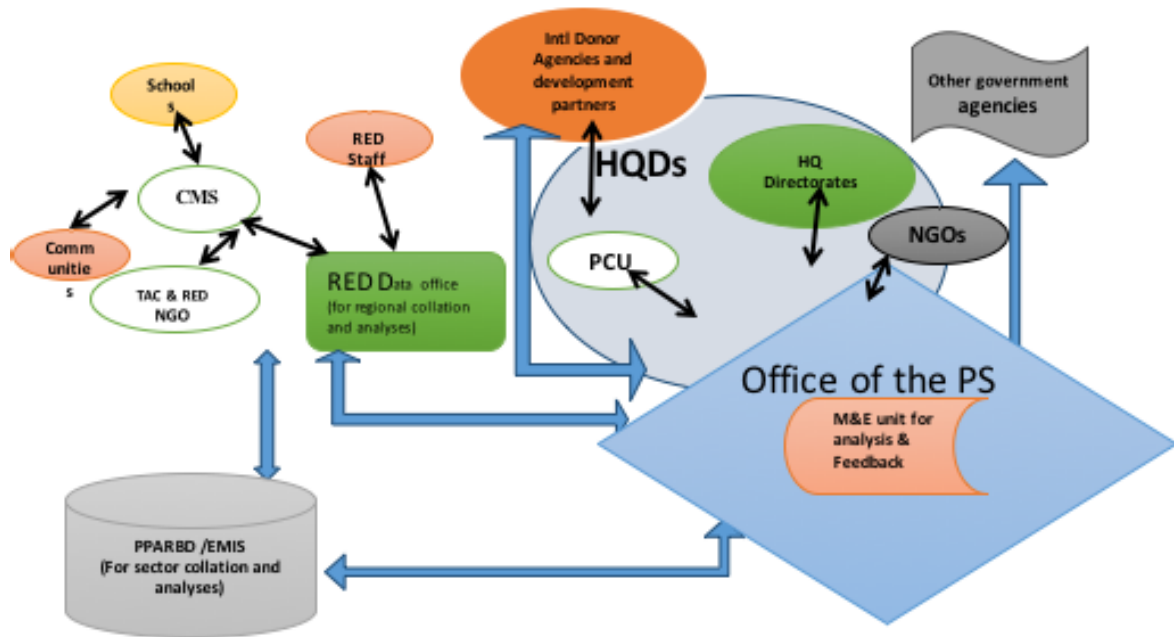 Intl Donor
Agencies and
development
partners
Other government
agencies
School
s
RED
Staff
HQDs
HQ
Directorates
CMS
NGOs
Comm
unitie
s
TAC & RED
NGO
RED Data office
(for regional collation
and analyses)
PCU
Office of the PS
M&E unit for
analysis &
Feedback
PPARBD /EMIS
(For sector collation and
analyses)